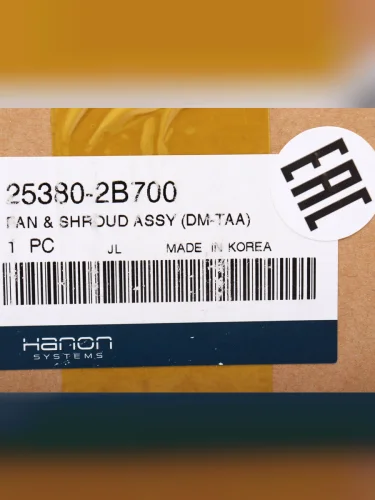 25380-2B700
FAN & SHROUD ASSY (DM-TAA)
1 PC JL MADE IN KOREA
Hanon
SYSTEMS
EAC